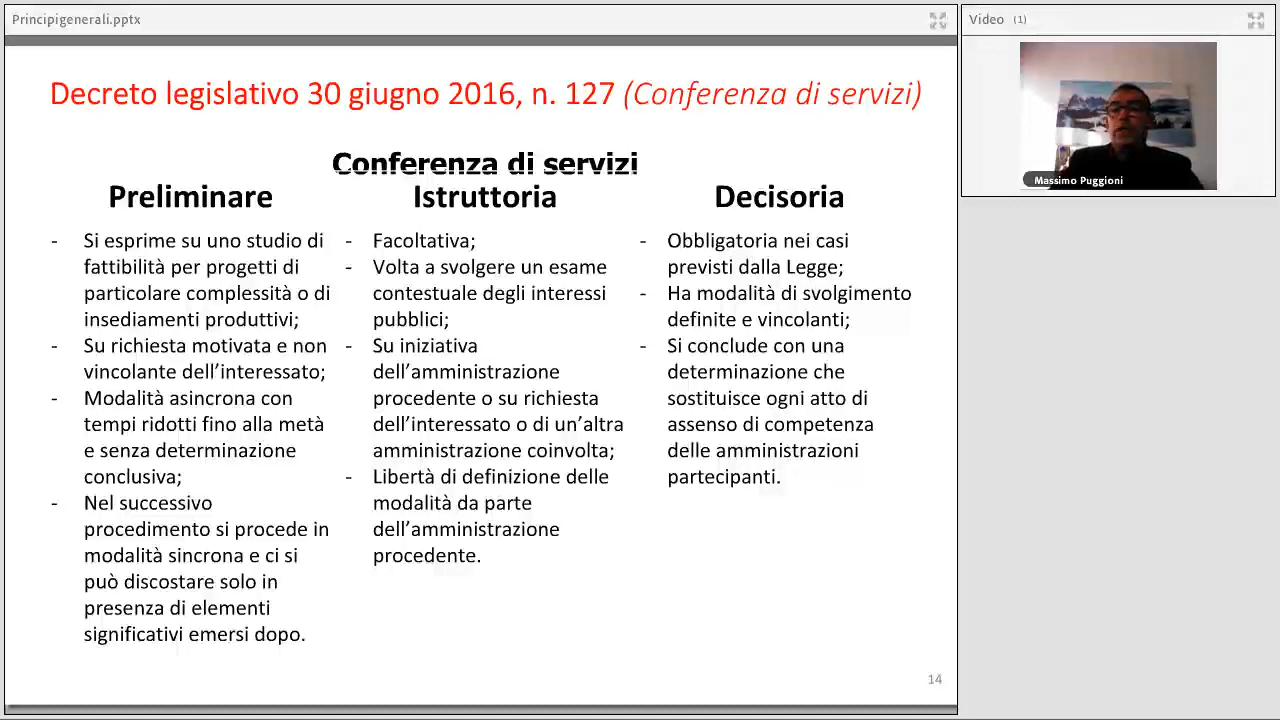 Principigenerali.pptx
Video (1)
Massimo Puggioni
Decreto legislativo 30 giugno 2016, n. 127 (Conferenza di servizi)
Conferenza di servizi
Preliminare
- Si esprime su uno studio di
fattibilità per progetti di
particolare complessità o di
insediamenti produttivi;
- Su richiesta motivata e non
vincolante dell’interessato;
- Modalità asincrona con
tempi ridotti fino alla metà
e senza determinazione
conclusiva;
- Nel successivo
procedimento si procede in
modalità sincrona e ci si
può discostare solo in
presenza di elementi
significativi emersi dopo.
Istruttoria
- Facoltativa;
- Volta a svolgere un esame
contestuale degli interessi
pubblici;
- Su iniziativa
dell’amministrazione
procedente o su richiesta
dell’interessato o di un’altra
amministrazione coinvolta;
- Libertà di definizione delle
modalità da parte
dell’amministrazione
procedente.
Decisoria
- Obbligatoria nei casi
previsti dalla Legge;
- Ha modalità di svolgimento
definite e vincolanti;
- Si conclude con una
determinazione che
sostituisce ogni atto di
assenso di competenza
delle amministrazioni
partecipanti.
14